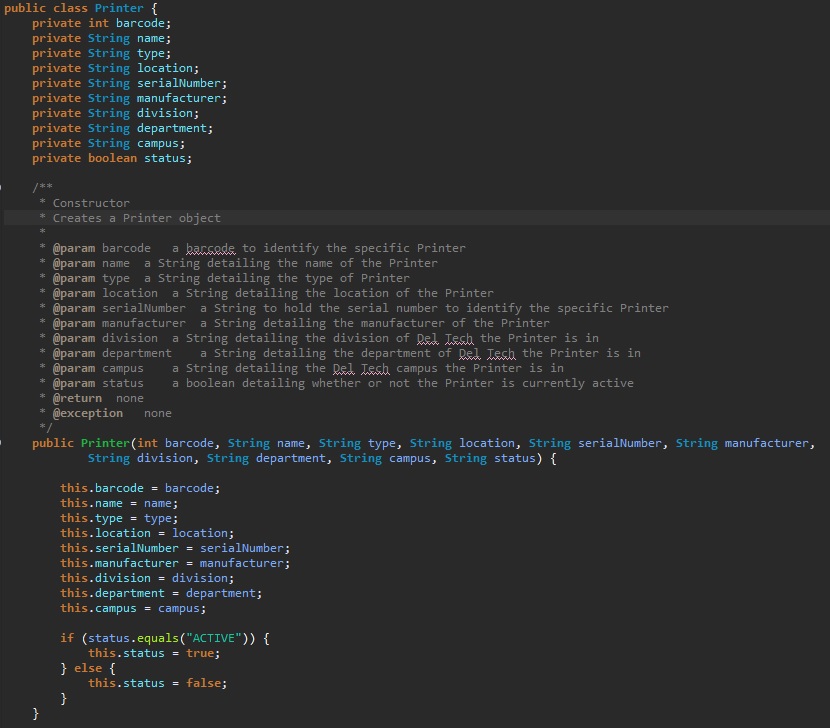 public class Printer {
    private int barcode;
    private String name;
    private String type;
    private String location;
    private String serialNumber;
    private String manufacturer;
    private String division;
    private String department;
    private String campus;
    private boolean status;

    /**
     * Constructor
     * Creates a Printer object
     *
     * @param barcode   a barcode to identify the specific Printer
     * @param name  a String detailing the name of the Printer
     * @param type  a String detailing the type of Printer
     * @param location  a String detailing the location of the Printer
     * @param serialNumber  a String to hold the serial number to identify the specific Printer
     * @param manufacturer  a String detailing the manufacturer of the Printer
     * @param division  a String detailing the division of Del Tech the Printer is in
     * @param department    a String detailing the department of Del Tech the Printer is in
     * @param campus    a String detailing the Del Tech campus the Printer is in
     * @param status    a boolean detailing whether or not the Printer is currently active
     * @return  none
     * @exception   none
     */
    public Printer(int barcode, String name, String type, String location, String serialNumber, String manufacturer,
            String division, String department, String campus, String status) {

        this.barcode = barcode;
        this.name = name;
        this.type = type;
        this.location = location;
        this.serialNumber = serialNumber;
        this.manufacturer = manufacturer;
        this.division = division;
        this.department = department;
        this.campus = campus;

        if (status.equals("ACTIVE")) {
            this.status = true;
        } else {
            this.status = false;
        }
    }